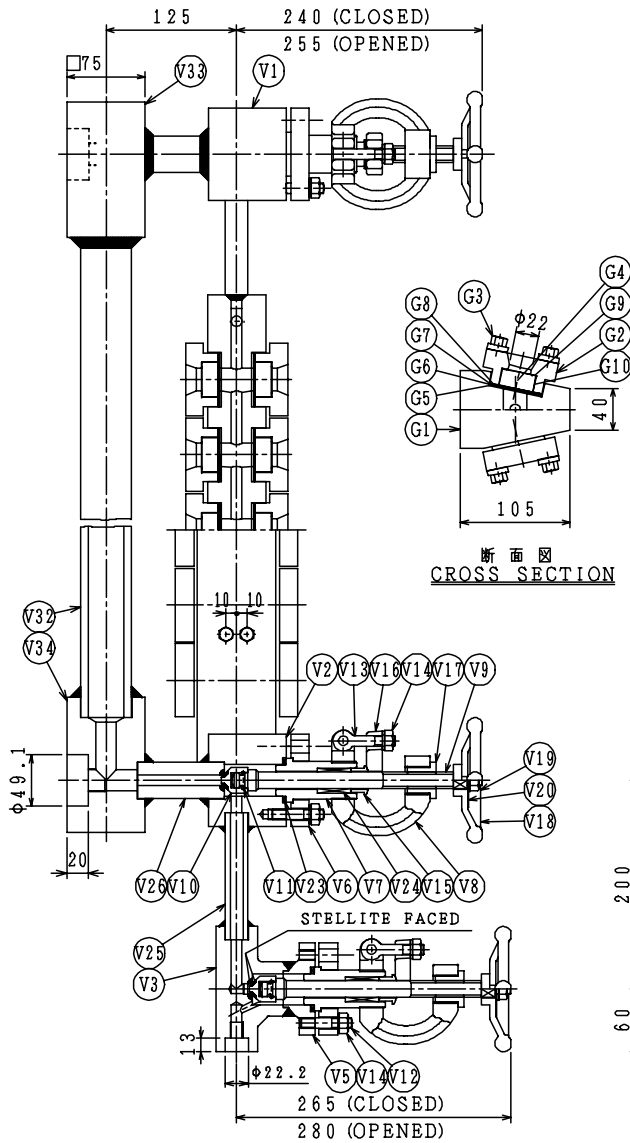 125
240 (CLOSED)
255 (OPENED)
□75
V33
V1
G4
G8
G3
φ22
G9
G7
G2
G6
G10
G5
G1
40
105
断面図
CROSS SECTION
V32
10 10
V34
V2 V13 V16 V14 V17 V9
φ49.1
V19
V20
V18
20
V26 V10 V11 V23 V6 V7 V24 V15 V8
200
V25
STELLITE FACED
V3
60
13
φ22.2
V5 V14 V12
265 (CLOSED)
280 (OPENED)